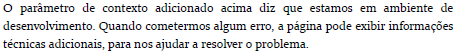 O parâmetro de contexto adicionado acima diz que estamos em ambiente de
desenvolvimento. Quando cometermos algum erro, a página pode exibir informações
técnicas adicionais, para nos ajudar a resolver o problema.